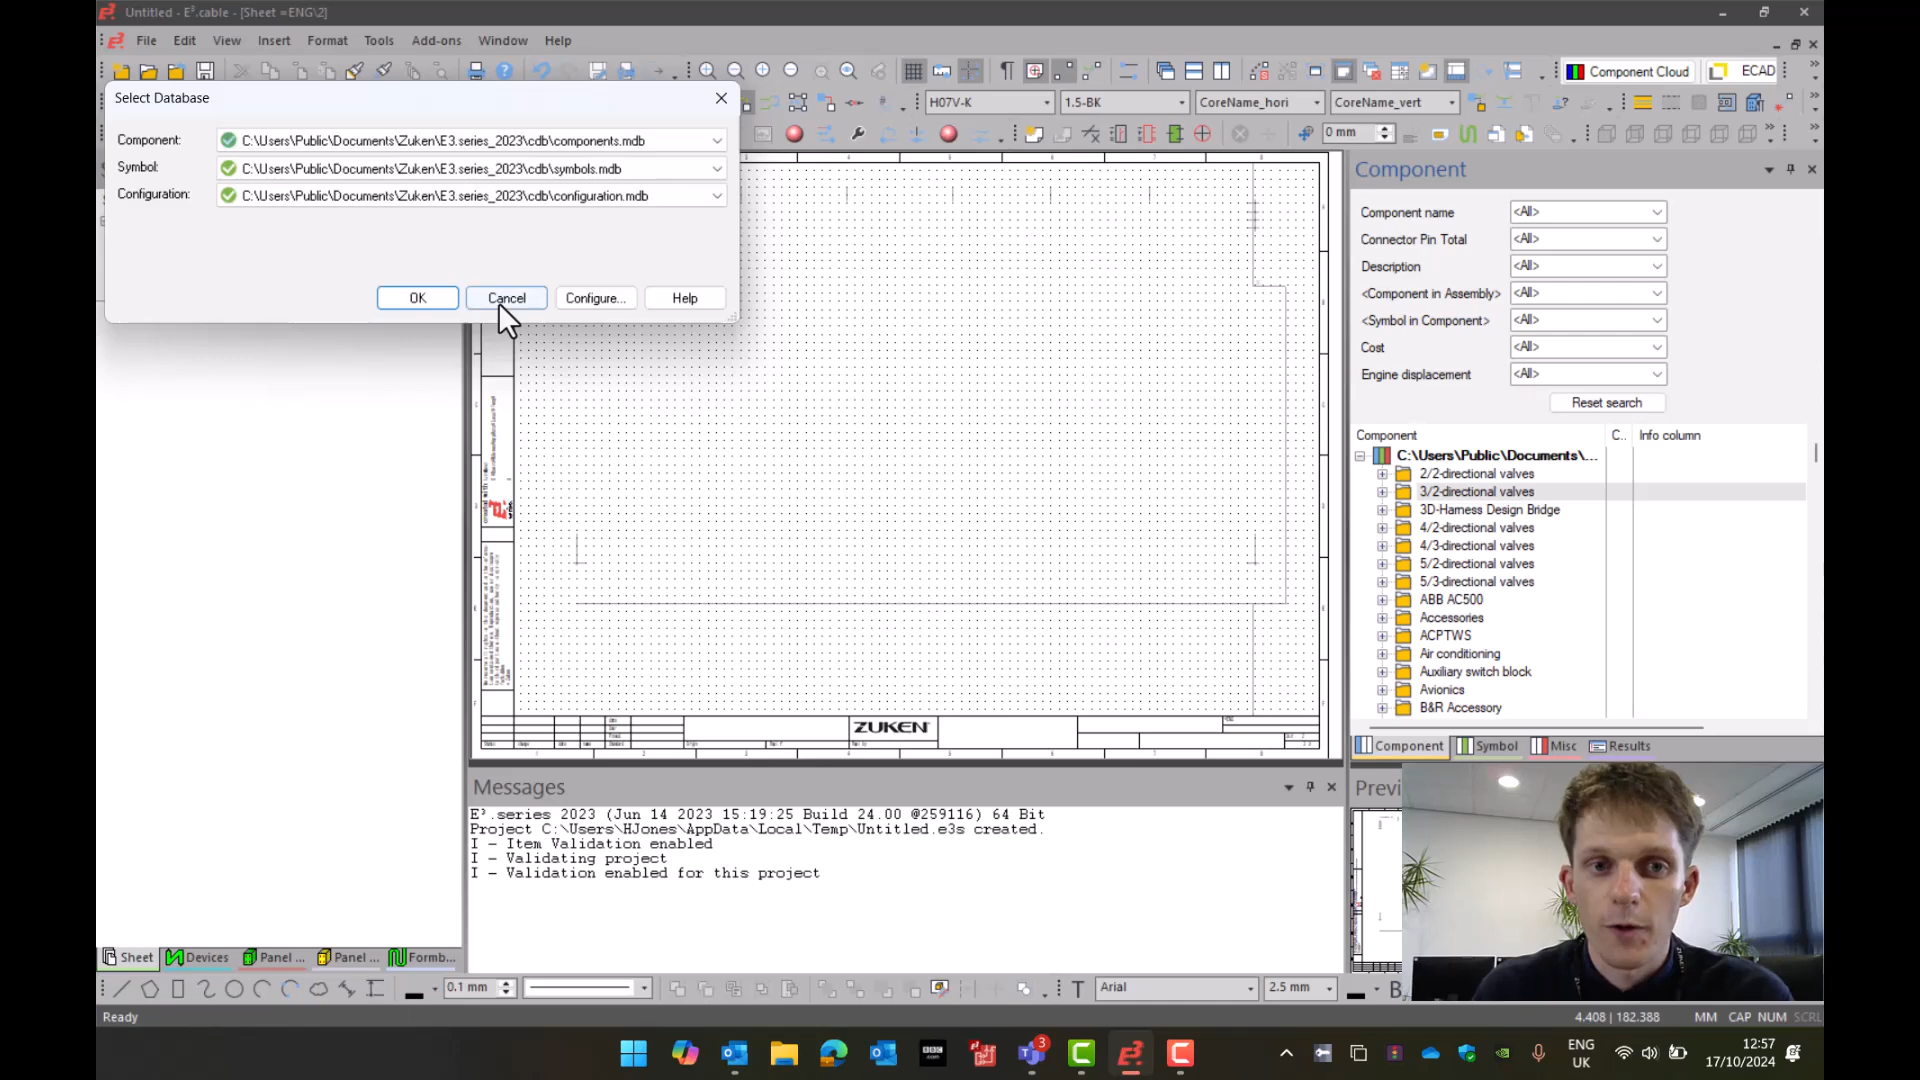 Untitled - E³.cable - [Sheet =ENG\2]
File Edit View Insert Format Tools Add-ons Window Help
Component Cloud
ECAD
H07V-K
1.5-BK
CoreName_hori
CoreName_vert
0 mm
Select Database
Component: C:\Users\Public\Documents\Zuken\E3.series_2023\cdb\components.mdb
Symbol: C:\Users\Public\Documents\Zuken\E3.series_2023\cdb\symbols.mdb
Configuration: C:\Users\Public\Documents\Zuken\E3.series_2023\cdb\configuration.mdb
OK Cancel Configure... Help
ZUKEN
Component
Component name <All>
Connector Pin Total <All>
Description <All>
<Component in Assembly> <All>
<Symbol in Component> <All>
Cost <All>
Engine displacement <All>
Reset search
Component C.. Info column
C:\Users\Public\Documents\...
2/2-directional valves
3/2-directional valves
3D-Harness Design Bridge
4/2-directional valves
4/3-directional valves
5/2-directional valves
5/3-directional valves
ABB AC500
Accessories
ACPTWS
Air conditioning
Auxiliary switch block
Avionics
B&R Accessory
Component Symbol Misc Results
Messages
E³.series 2023 (Jun 14 2023 15:19:25 Build 24.00 @259116) 64 Bit
Project C:\Users\HJones\AppData\Local\Temp\Untitled.e3s created.
I - Item Validation enabled
I - Validating project
I - Validation enabled for this project
Previ
Sheet Devices Panel ... Panel ... Formb...
0.1 mm
Arial
2.5 mm
Ready
4.408 | 182.388 MM CAP NUM SCRL
3
ENG
UK
12:57
17/10/2024